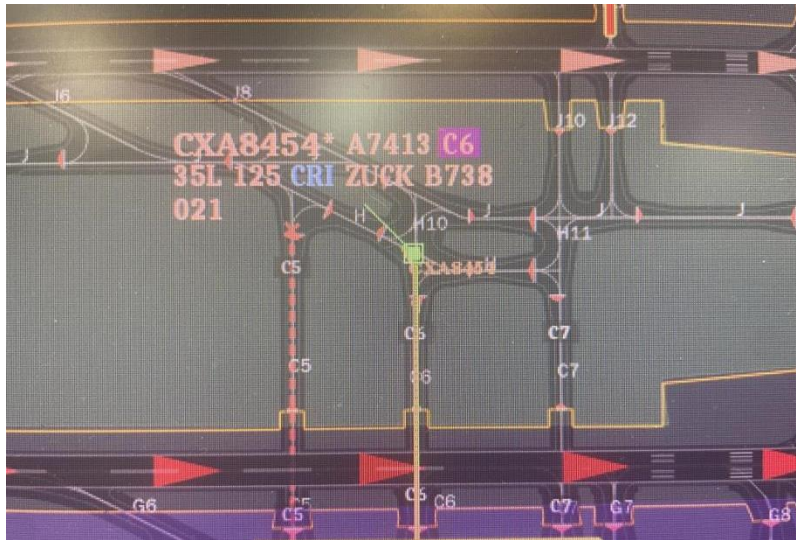 J6
J8
J10 J12
CXA8454* A7413 C6
J J
35L 125 CRI ZUCK B738
021
H H10 J J J
H11
C5 CXA8454 H
C6 C7
C5 C6 C7
C6
G6 C5 C6 C7 G7 G8
C5